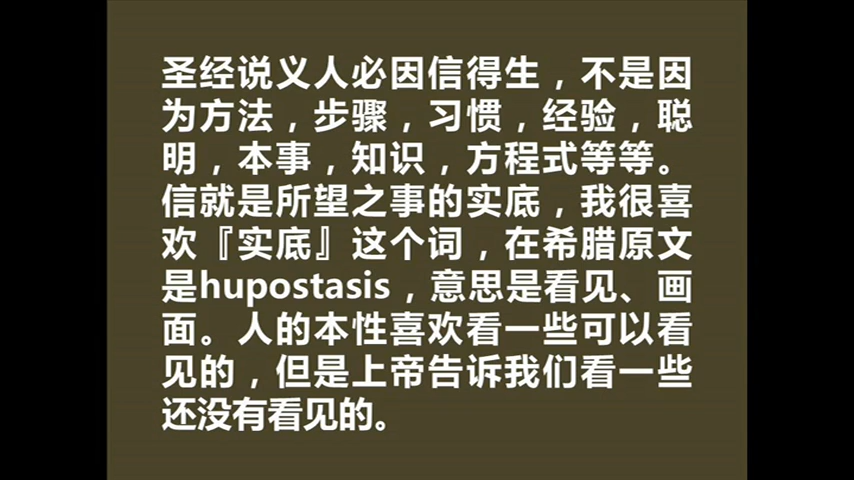 圣经说义人必因信得生，不是因
为方法，步骤，习惯，经验，聪
明，本事，知识，方程式等等。
信就是所望之事的实底，我很喜
欢『实底』这个词，在希腊原文
是hupostasis，意思是看见、画
面。人的本性喜欢看一些可以看
见的，但是上帝告诉我们看一些
还没有看见的。